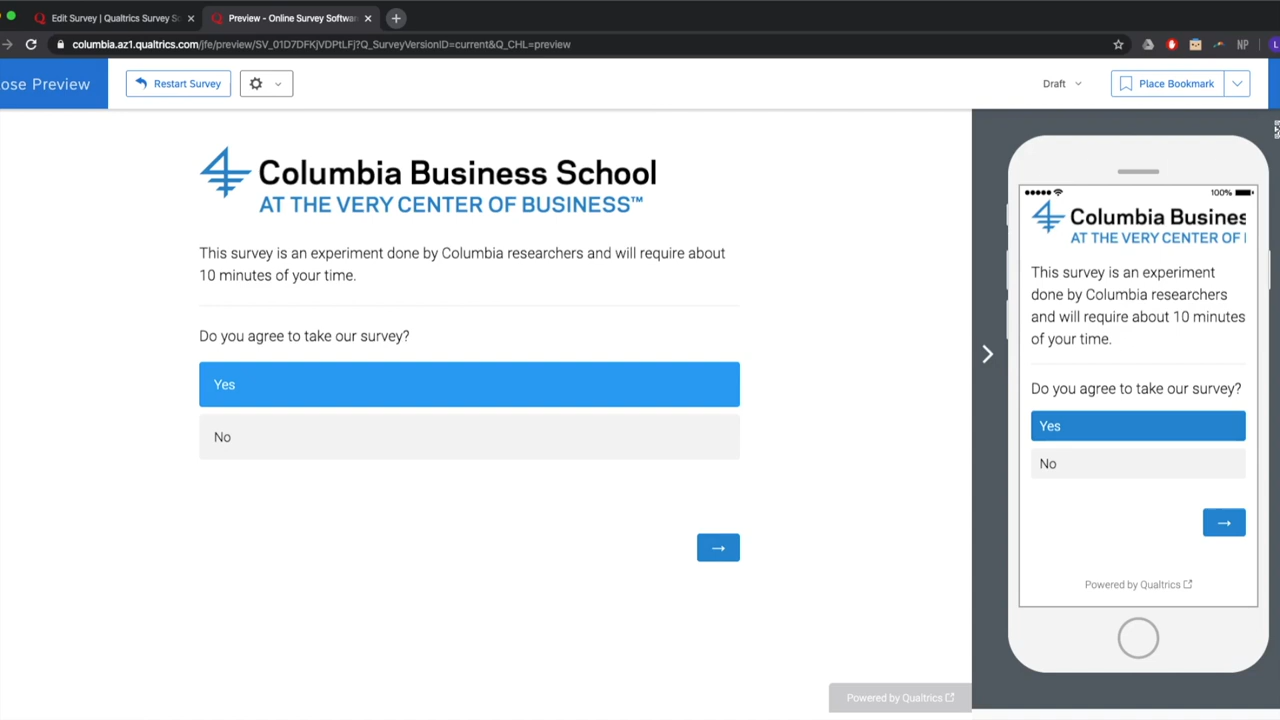 Edit Survey | Qualtrics Survey S
Preview - Online Survey Softwar
columbia.az1.qualtrics.com/jfe/preview/SV_01D7DFKjVDPtLFj?Q_SurveyVersionID=current&Q_CHL=preview
NP
L
ose Preview
Restart Survey
Draft
Place Bookmark
Columbia Business School
AT THE VERY CENTER OF BUSINESS™
This survey is an experiment done by Columbia researchers and will require about
10 minutes of your time.
Do you agree to take our survey?
Yes
No
→
Powered by Qualtrics
100%
Columbia Busines
AT THE VERY CENTER OF
This survey is an experiment
done by Columbia researchers
and will require about 10 minutes
of your time.
Do you agree to take our survey?
Yes
No
→
Powered by Qualtrics